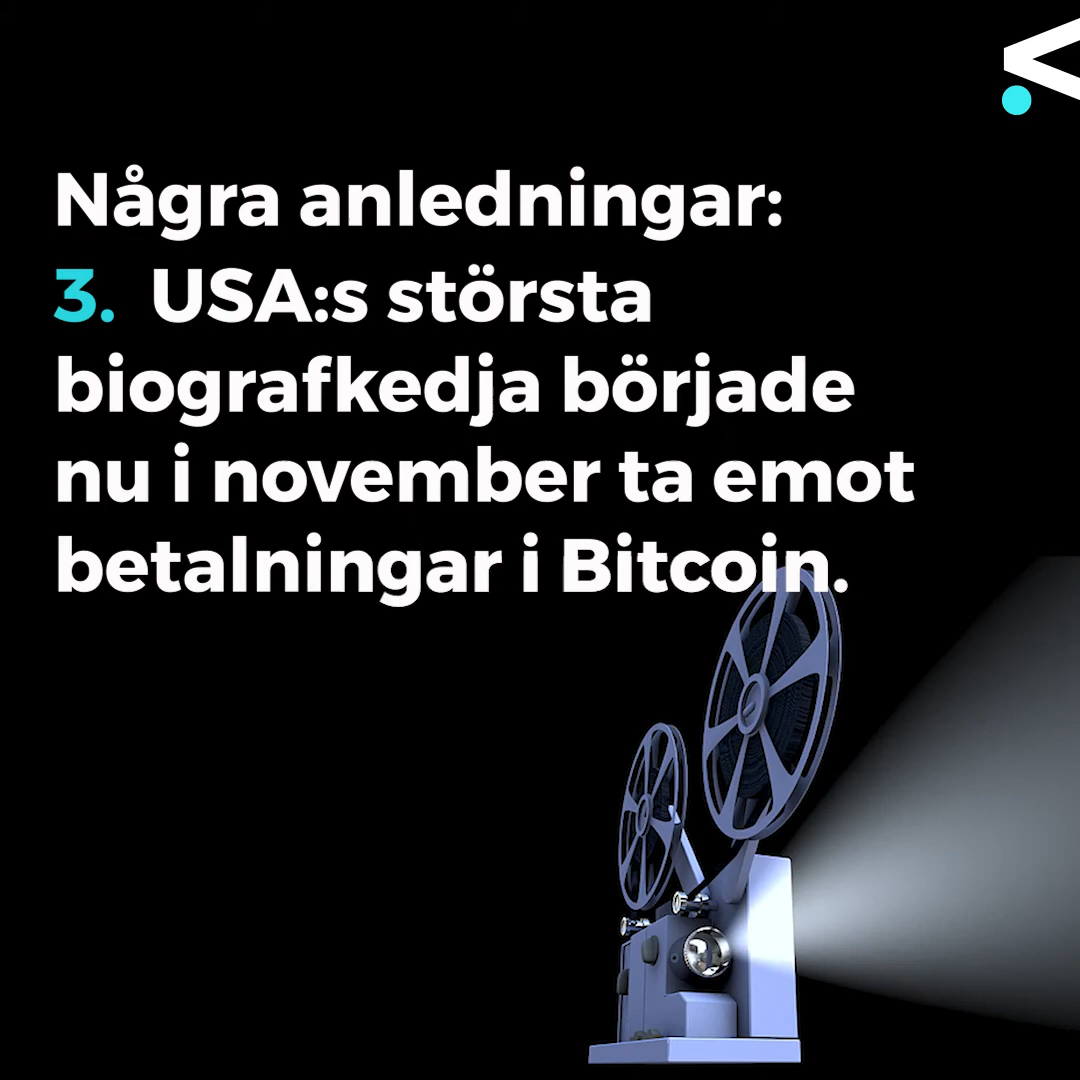 Några anledningar:
3. USA:s största
biografkedja började
nu i november ta emot
betalningar i Bitcoin.